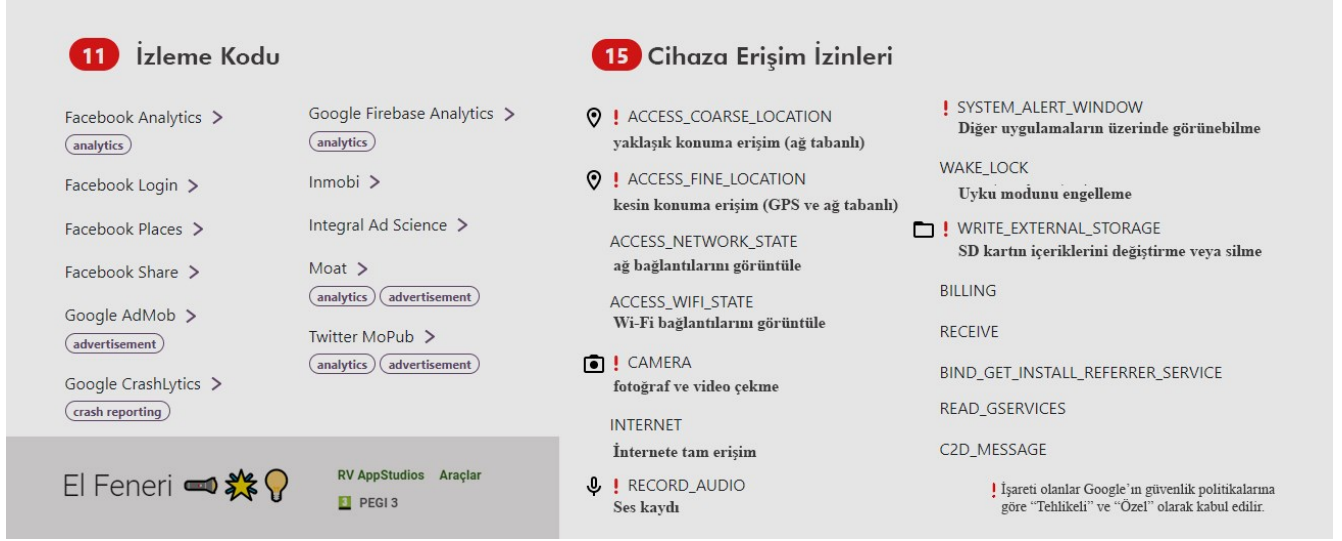 11 İzleme Kodu
Facebook Analytics >
analytics
Facebook Login >
Facebook Places >
Facebook Share >
Google AdMob >
advertisement
Google CrashLytics >
crash reporting
Google Firebase Analytics >
analytics
Inmobi >
Integral Ad Science >
Moat >
analytics advertisement
Twitter MoPub >
analytics advertisement
El Feneri
RV AppStudios Araçlar
3 PEGI 3
15 Cihaza Erişim İzinleri
! ACCESS_COARSE_LOCATION
yaklaşık konuma erişim (ağ tabanlı)
! ACCESS_FINE_LOCATION
kesin konuma erişim (GPS ve ağ tabanlı)
ACCESS_NETWORK_STATE
ağ bağlantılarını görüntüle
ACCESS_WIFI_STATE
Wi-Fi bağlantılarını görüntüle
! CAMERA
fotoğraf ve video çekme
INTERNET
İnternete tam erişim
! RECORD_AUDIO
Ses kaydı
! SYSTEM_ALERT_WINDOW
Diğer uygulamaların üzerinde görünebilme
WAKE_LOCK
Uyku modunu engelleme
! WRITE_EXTERNAL_STORAGE
SD kartın içeriklerini değiştirme veya silme
BILLING
RECEIVE
BIND_GET_INSTALL_REFERRER_SERVICE
READ_GSERVICES
C2D_MESSAGE
! İşareti olanlar Google'ın güvenlik politikalarına
göre “Tehlikeli” ve “Özel” olarak kabul edilir.